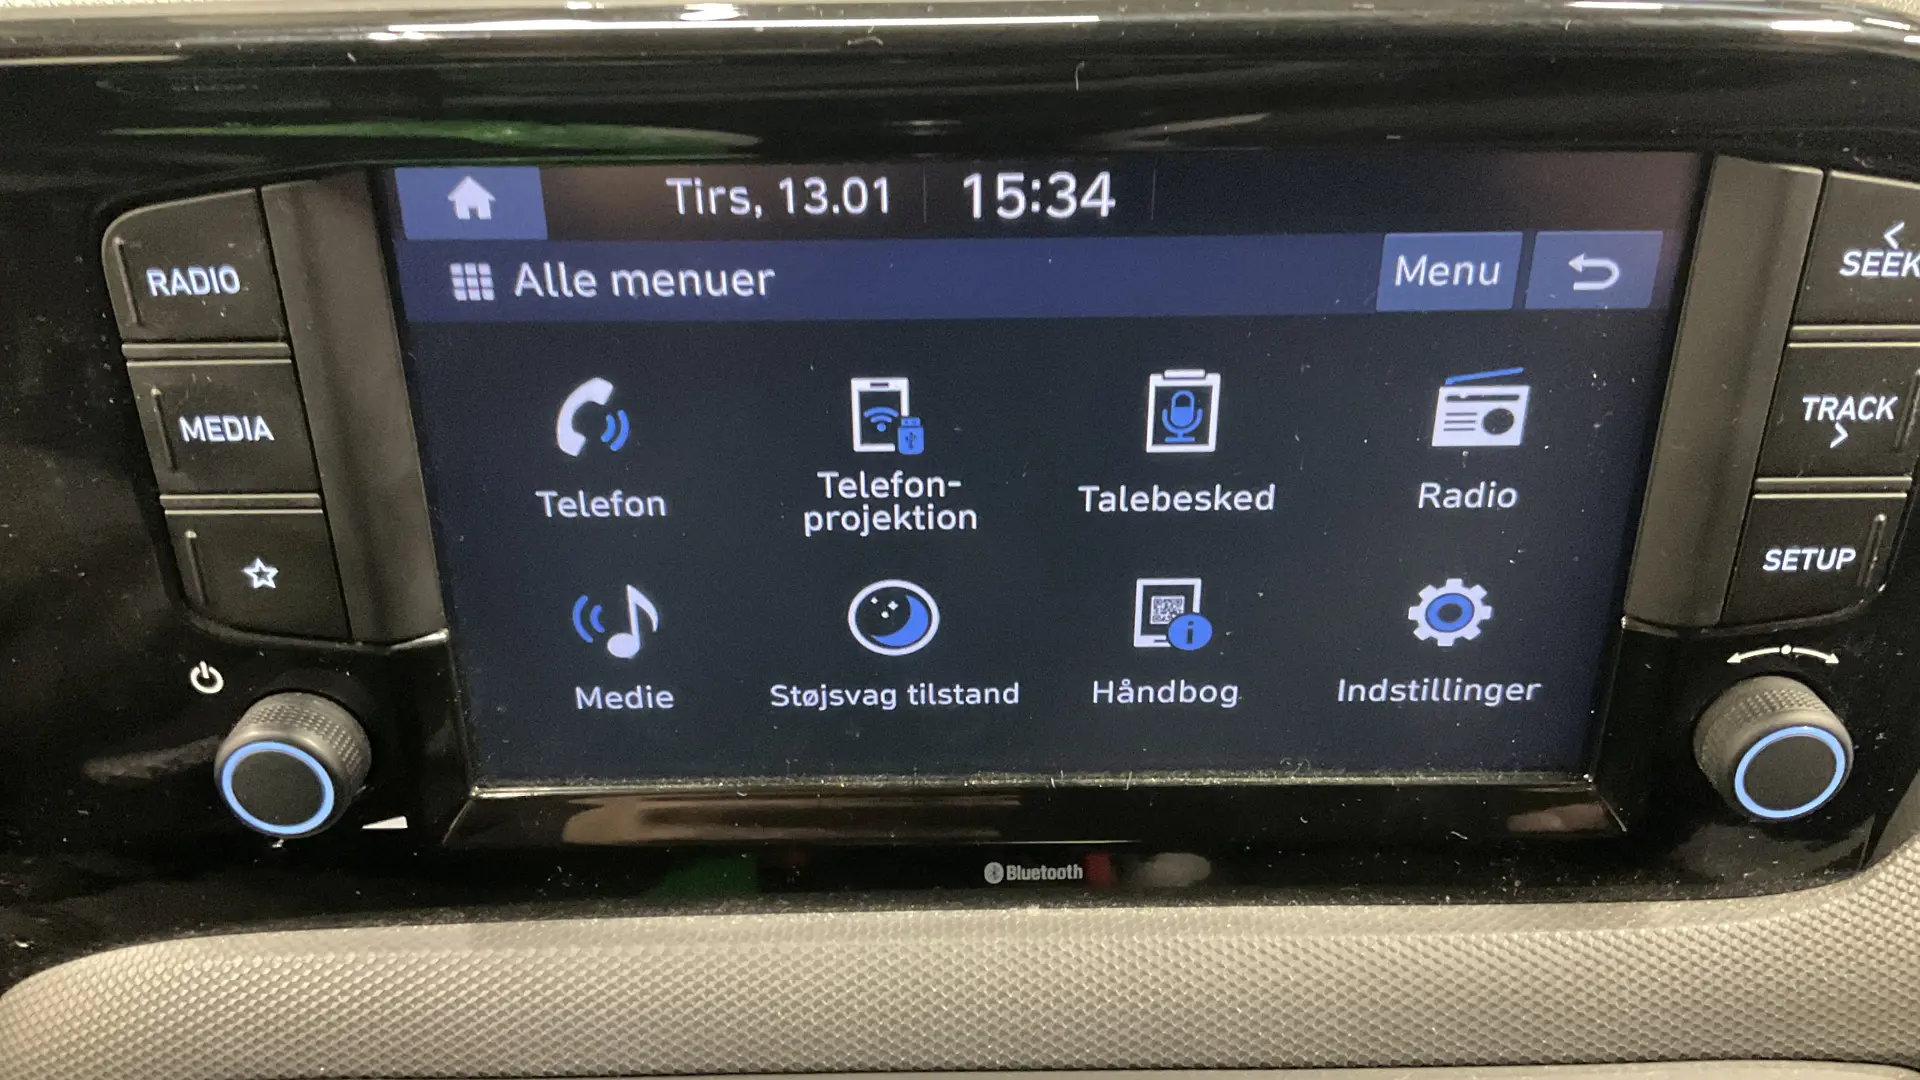 Tirs, 13.01 15:34
Alle menuer Menu
RADIO
MEDIA
SEEK
TRACK
SETUP
Telefon
Telefon-
projektion
Talebesked
Radio
Medie
Støjsvag tilstand
Håndbog
Indstillinger
Bluetooth